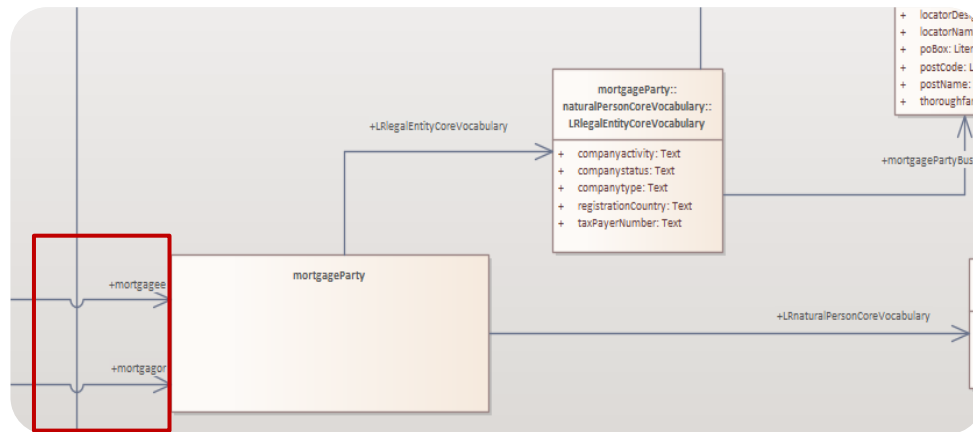 + locatorDes
+ locatorNam
+ poBox: Liter
+ postCode: L
+ postName:
+ thoroughfar
mortgageParty::
naturalPersonCoreVocabulary::
LRlegalEntityCoreVocabulary
+LRlegalEntityCoreVocabulary
+ companyactivity: Text
+ companystatus: Text
+ companytype: Text
+ registrationCountry: Text
+ taxPayerNumber: Text
+mortgagePartyBus
mortgageParty
+mortgagee
+LRnaturalPersonCoreVocabulary
+mortgagor